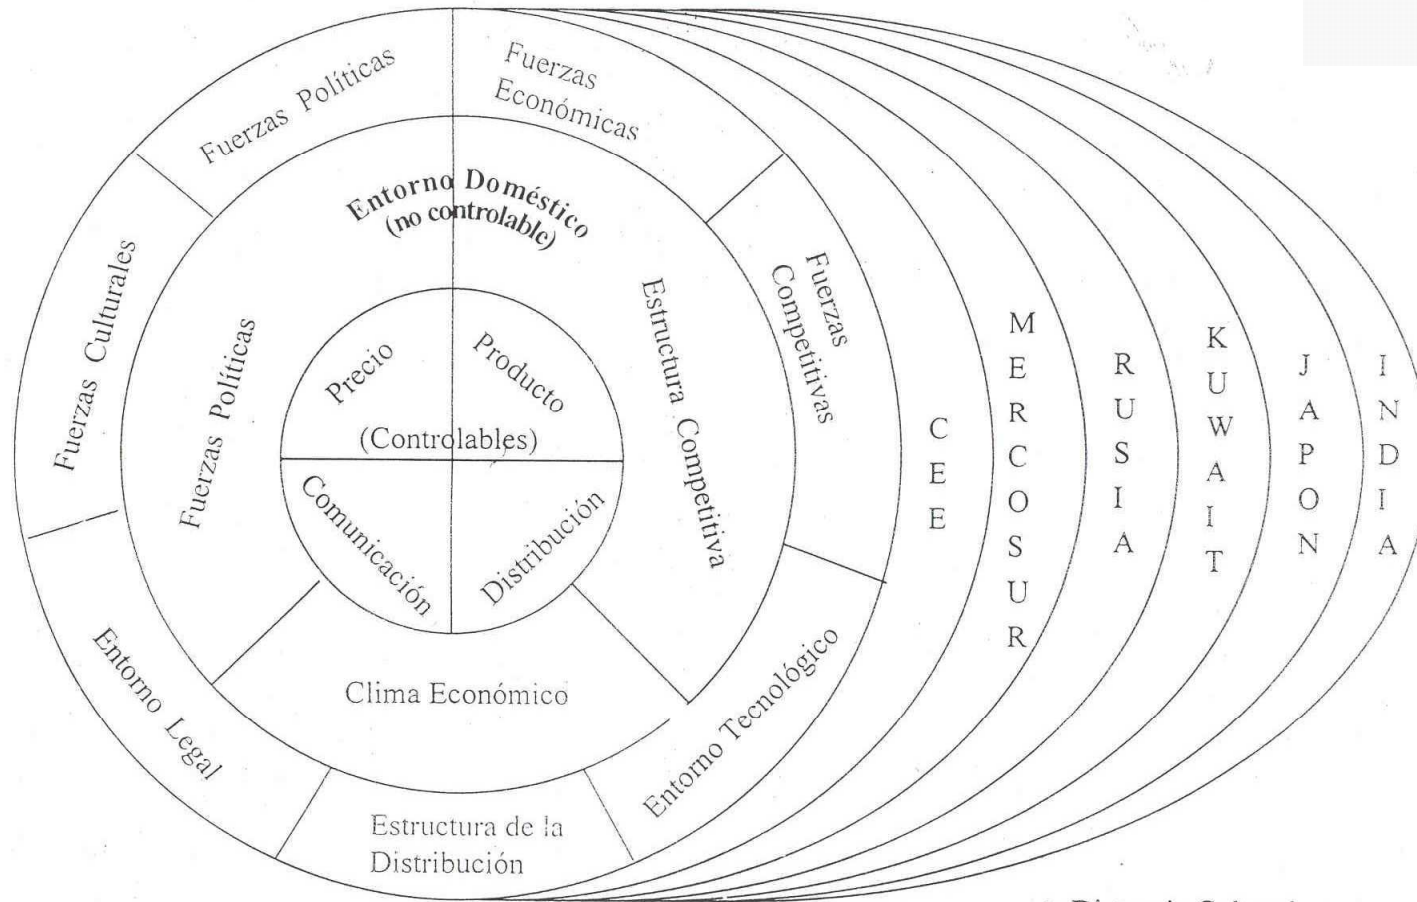 Fuerzas Políticas
Fuerzas
Económicas
Fuerzas Culturales
Entorno Doméstico
(no controlable)
Fuerzas
Competitivas
Fuerzas Políticas
Estructura Competitiva
Precio
Producto
(Controlables)
Comunicación
Distribución
Clima Económico
Entorno Legal
Entorno Tecnológico
Estructura de la
Distribución
CEE
MERCOSUR
RUSIA
KUWAIT
JAPON
INDIA